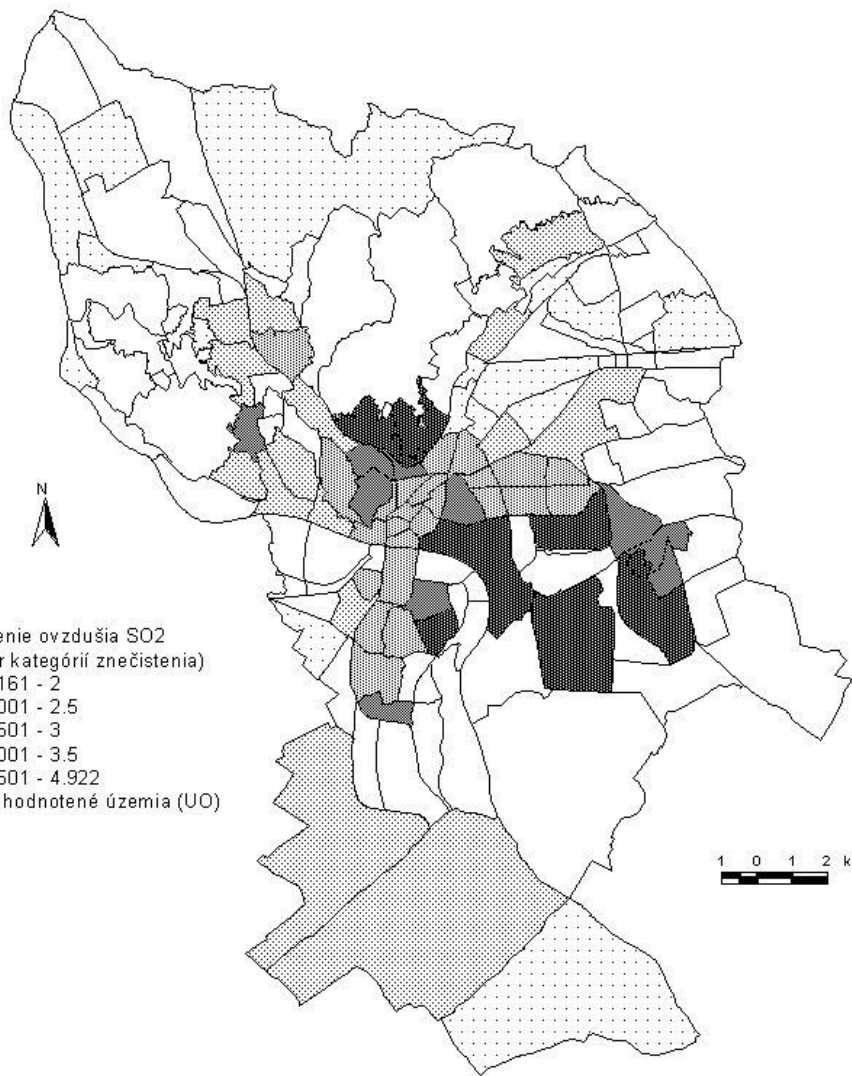 N
enie ovzdušia SO2
r kategórií znečistenia)
161 - 2
001 - 2.5
501 - 3
001 - 3.5
501 - 4.922
hodnotené územia (UO)
1 0 1 2 k